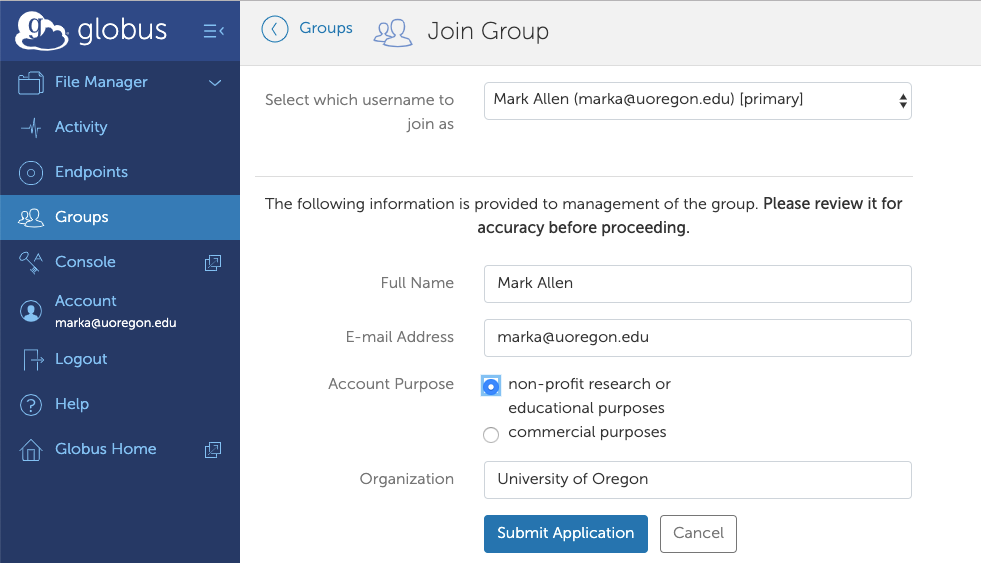 globus
File Manager
Activity
Endpoints
Groups
Console
Account
marka@uoregon.edu
Logout
Help
Globus Home
Groups
Join Group
Select which username to
join as
Mark Allen (marka@uoregon.edu) [primary]
The following information is provided to management of the group. Please review it for
accuracy before proceeding.
Full Name
Mark Allen
E-mail Address
marka@uoregon.edu
Account Purpose
non-profit research or
educational purposes
commercial purposes
Organization
University of Oregon
Submit Application
Cancel